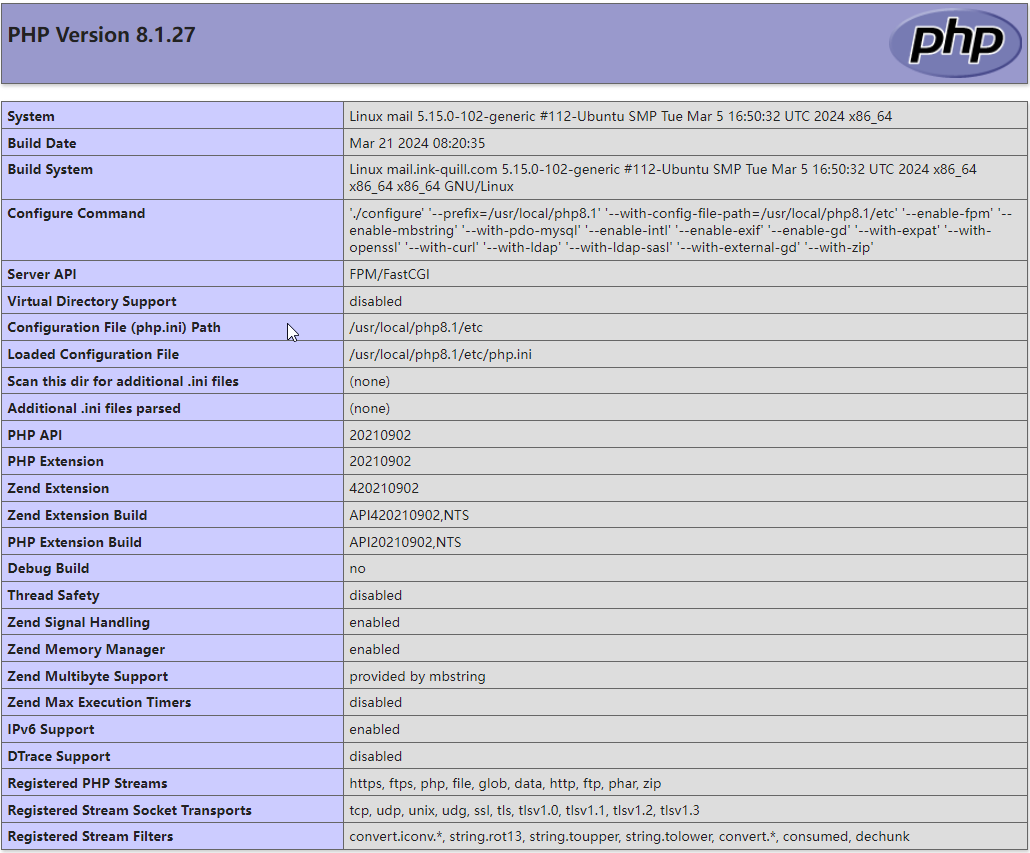 PHP Version 8.1.27
php
System Linux mail 5.15.0-102-generic #112-Ubuntu SMP Tue Mar 5 16:50:32 UTC 2024 x86_64
Build Date Mar 21 2024 08:20:35
Build System Linux mail.ink-quill.com 5.15.0-102-generic #112-Ubuntu SMP Tue Mar 5 16:50:32 UTC 2024 x86_64
x86_64 x86_64 GNU/Linux
Configure Command './configure' '--prefix=/usr/local/php8.1' '--with-config-file-path=/usr/local/php8.1/etc' '--enable-fpm' '--
enable-mbstring' '--with-pdo-mysql' '--enable-intl' '--enable-exif' '--enable-gd' '--with-expat' '--with-
openssl' '--with-curl' '--with-ldap' '--with-ldap-sasl' '--with-external-gd' '--with-zip'
Server API FPM/FastCGI
Virtual Directory Support disabled
Configuration File (php.ini) Path /usr/local/php8.1/etc
Loaded Configuration File /usr/local/php8.1/etc/php.ini
Scan this dir for additional .ini files (none)
Additional .ini files parsed (none)
PHP API 20210902
PHP Extension 20210902
Zend Extension 420210902
Zend Extension Build API420210902,NTS
PHP Extension Build API20210902,NTS
Debug Build no
Thread Safety disabled
Zend Signal Handling enabled
Zend Memory Manager enabled
Zend Multibyte Support provided by mbstring
Zend Max Execution Timers disabled
IPv6 Support enabled
DTrace Support disabled
Registered PHP Streams https, ftps, php, file, glob, data, http, ftp, phar, zip
Registered Stream Socket Transports tcp, udp, unix, udg, ssl, tls, tlsv1.0, tlsv1.1, tlsv1.2, tlsv1.3
Registered Stream Filters convert.iconv.*, string.rot13, string.toupper, string.tolower, convert.*, consumed, dechunk